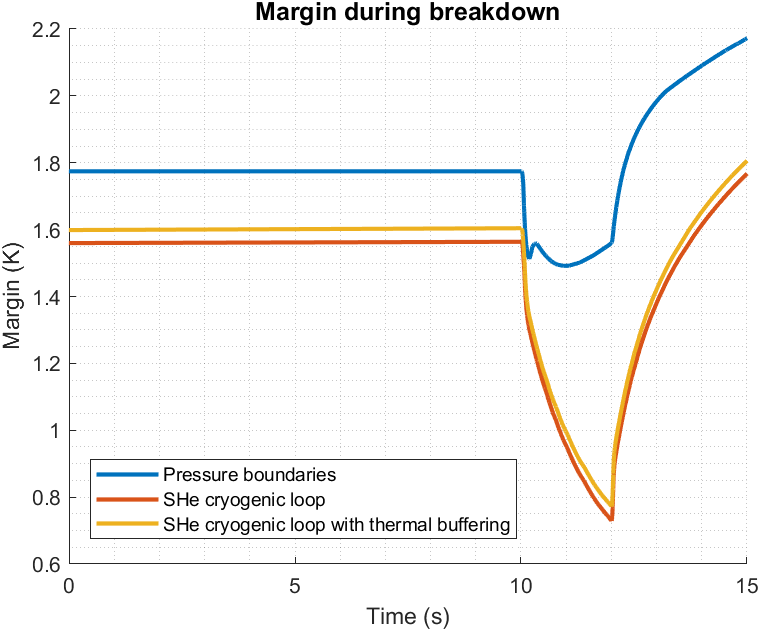 Margin during breakdown
2.2
2
1.8
1.6
1.4
1.2
1
0.8
0.6
Margin (K)
Pressure boundaries
SHe cryogenic loop
SHe cryogenic loop with thermal buffering
0 5 10 15
Time (s)